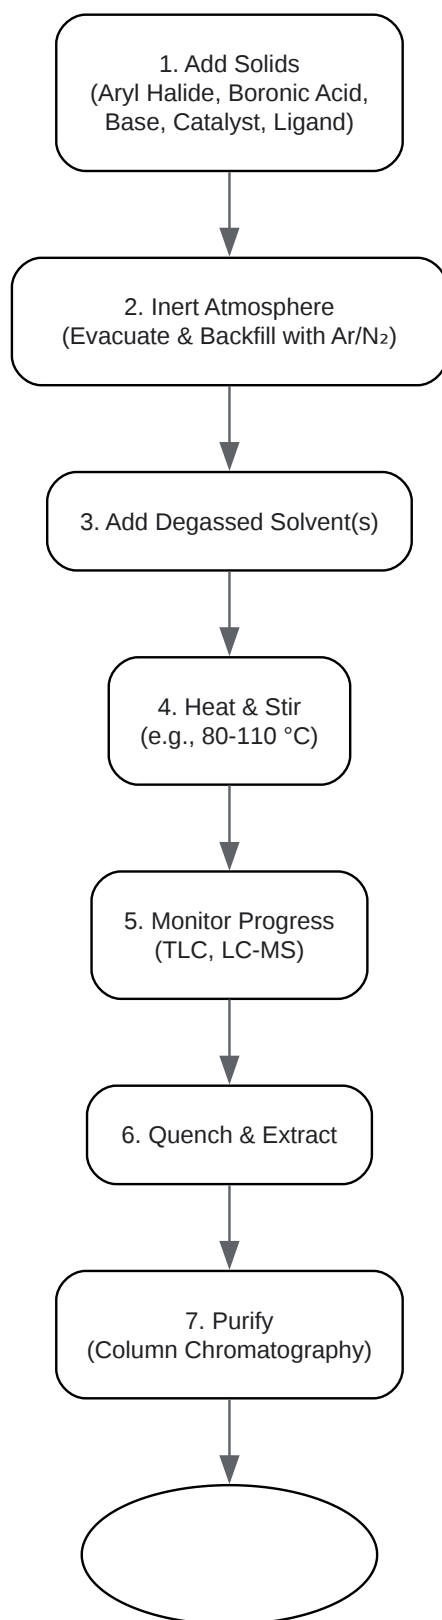 1. Add Solids
(Aryl Halide, Boronic Acid,
Base, Catalyst, Ligand)
2. Inert Atmosphere
(Evacuate & Backfill with Ar/N₂)
3. Add Degassed Solvent(s)
4. Heat & Stir
(e.g., 80-110 °C)
5. Monitor Progress
(TLC, LC-MS)
6. Quench & Extract
7. Purify
(Column Chromatography)